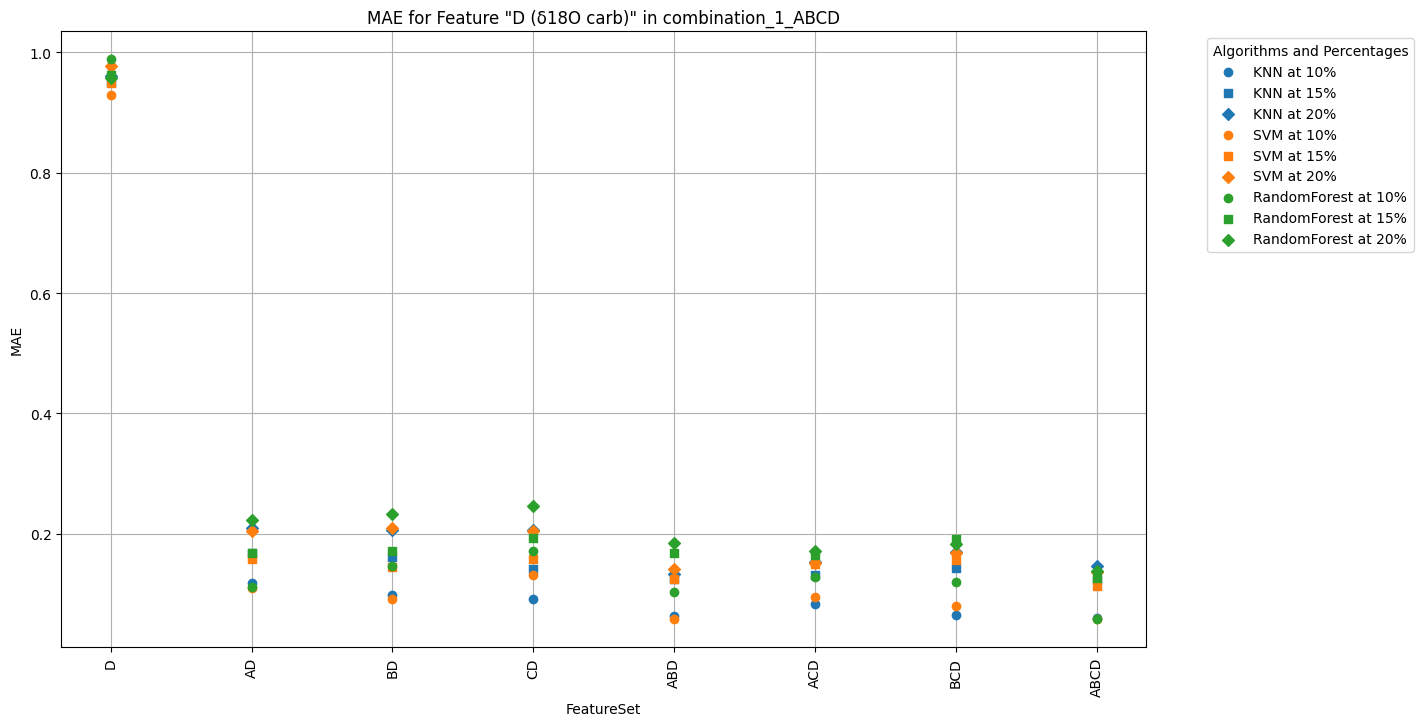 MAE for Feature "D (δ18O carb)" in combination_1_ABCD
Algorithms and Percentages
KNN at 10%
KNN at 15%
KNN at 20%
SVM at 10%
SVM at 15%
SVM at 20%
RandomForest at 10%
RandomForest at 15%
RandomForest at 20%
MAE
1.0
0.8
0.6
0.4
0.2
D
AD
BD
CD
ABD
ACD
BCD
ABCD
FeatureSet